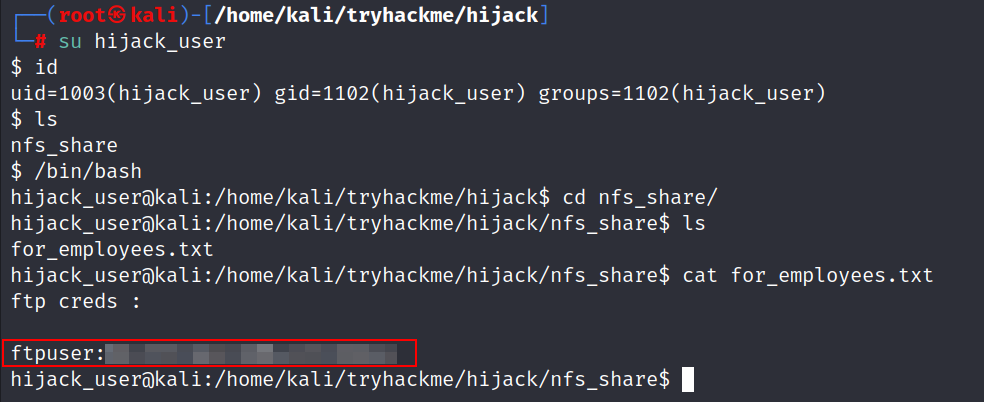 ┌──(root㉿kali)-[/home/kali/tryhackme/hijack]
└─# su hijack_user
$ id
uid=1003(hijack_user) gid=1102(hijack_user) groups=1102(hijack_user)
$ ls
nfs_share
$ /bin/bash
hijack_user@kali:/home/kali/tryhackme/hijack$ cd nfs_share/
hijack_user@kali:/home/kali/tryhackme/hijack/nfs_share$ ls
for_employees.txt
hijack_user@kali:/home/kali/tryhackme/hijack/nfs_share$ cat for_employees.txt
ftp creds :
ftpuser:
hijack_user@kali:/home/kali/tryhackme/hijack/nfs_share$